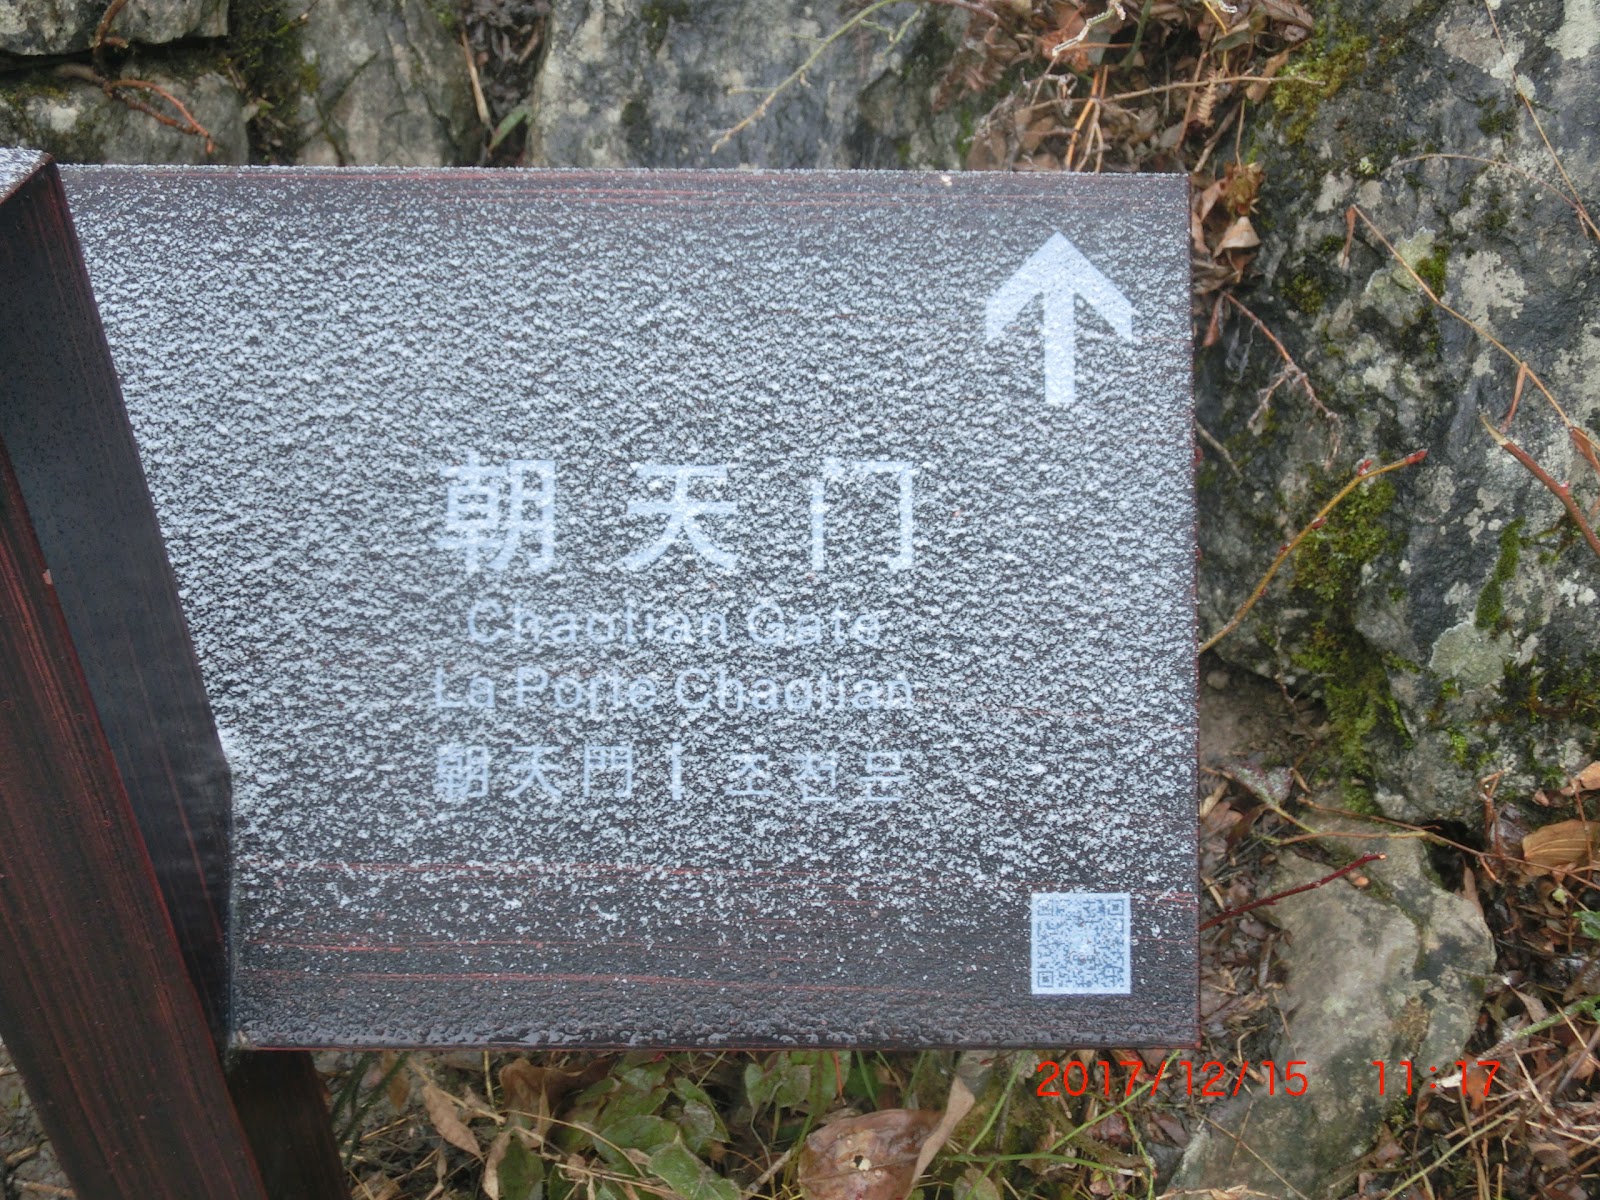 朝天门
Chaotian Gate
La Porte Chaotian
朝天門 I 조천문
2017/12/15 11:17